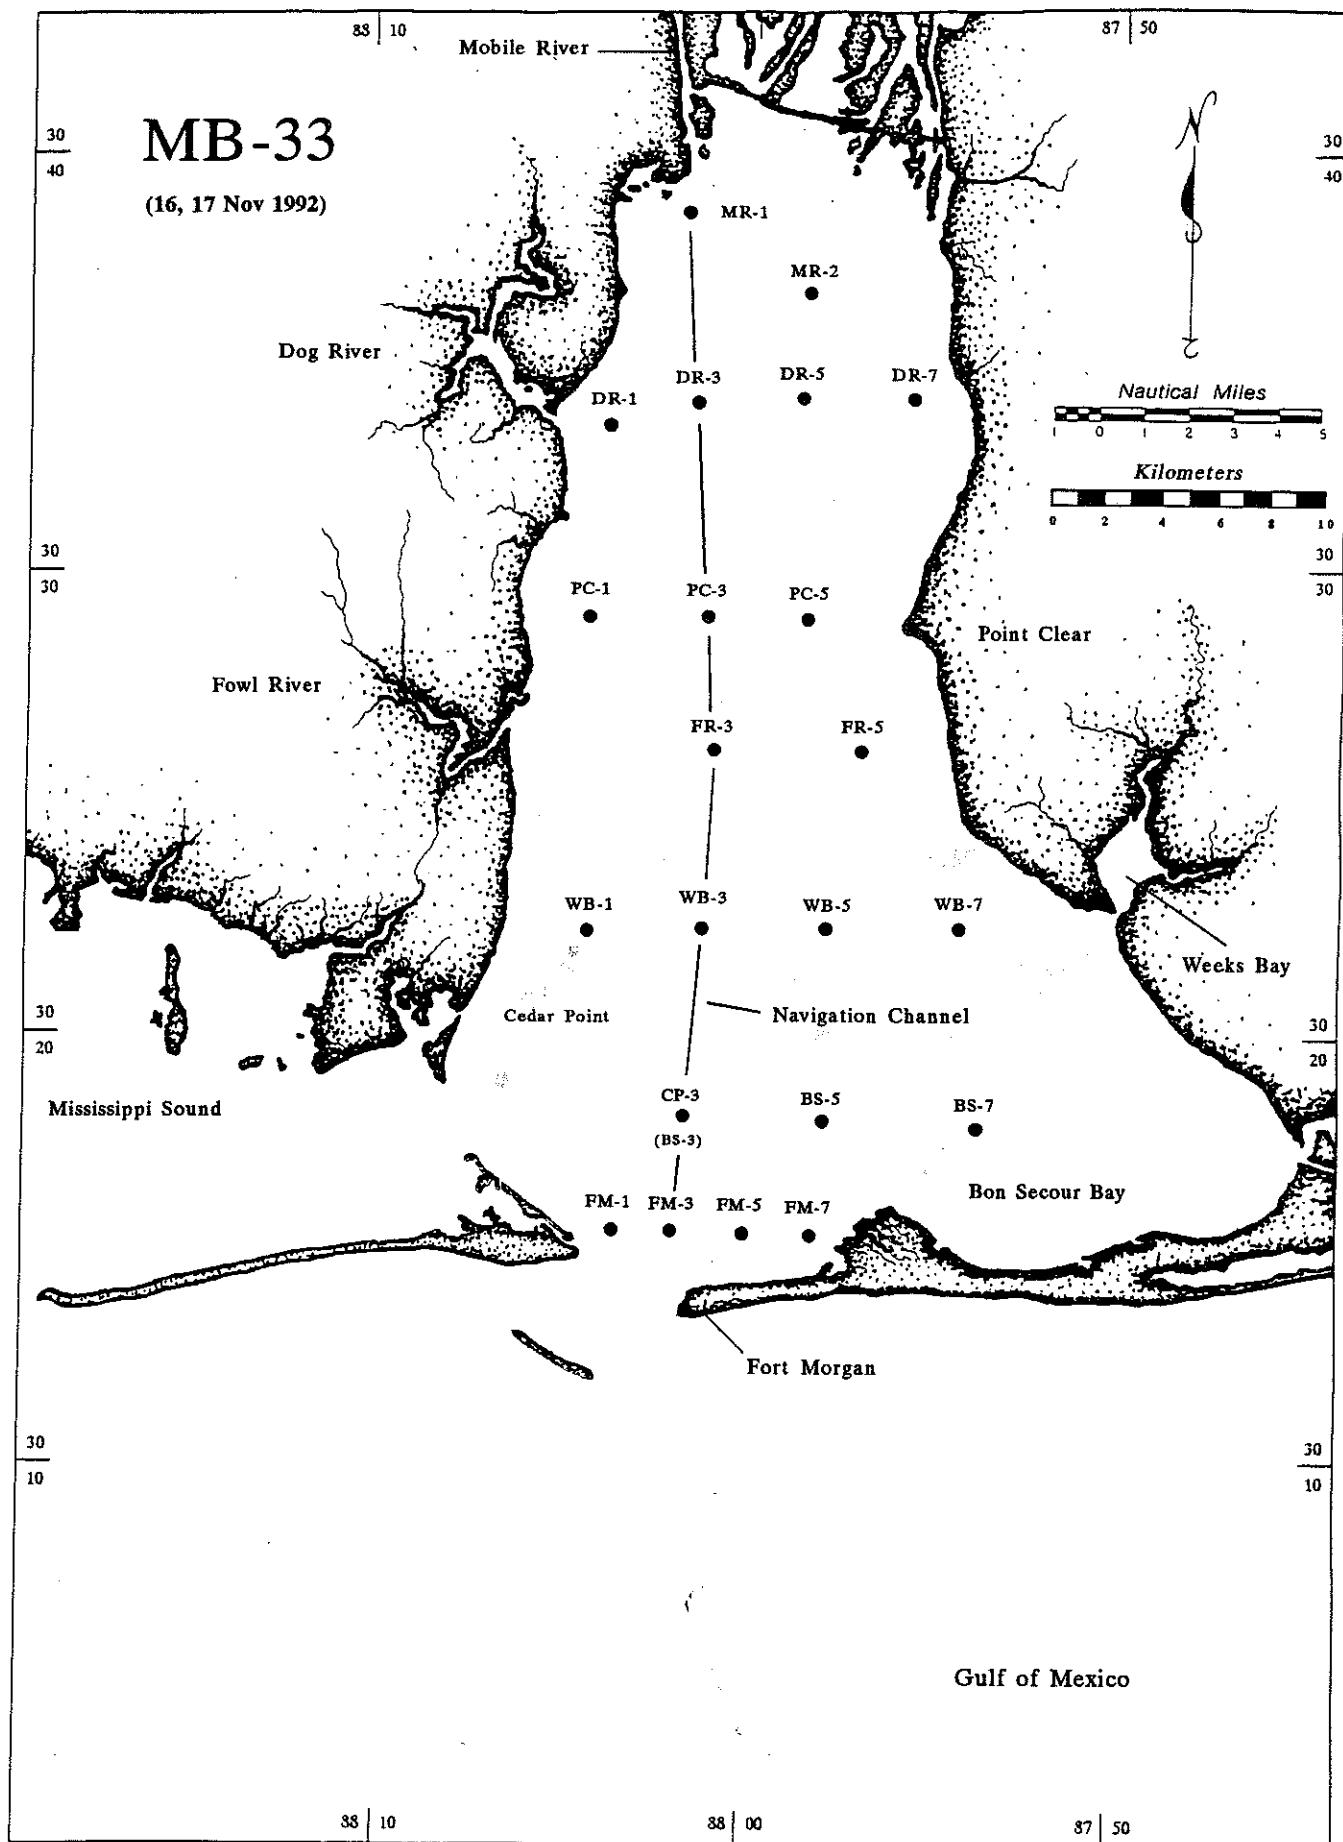 88 10
87 50
Mobile River
MB-33
(16, 17 Nov 1992)
30
40
30
40
N
MR-1
MR-2
Dog River
DR-1
DR-3
DR-5
DR-7
Nautical Miles
1 0 1 2 3 4 5
Kilometers
0 2 4 6 8 10
30
30
30
30
PC-1
PC-3
PC-5
Point Clear
Fowl River
FR-3
FR-5
WB-1
WB-3
WB-5
WB-7
Weeks Bay
Cedar Point
Navigation Channel
30
20
30
20
Mississippi Sound
CP-3
(BS-3)
BS-5
BS-7
Bon Secour Bay
FM-1
FM-3
FM-5
FM-7
Fort Morgan
30
10
30
10
Gulf of Mexico
88 10
88 00
87 50